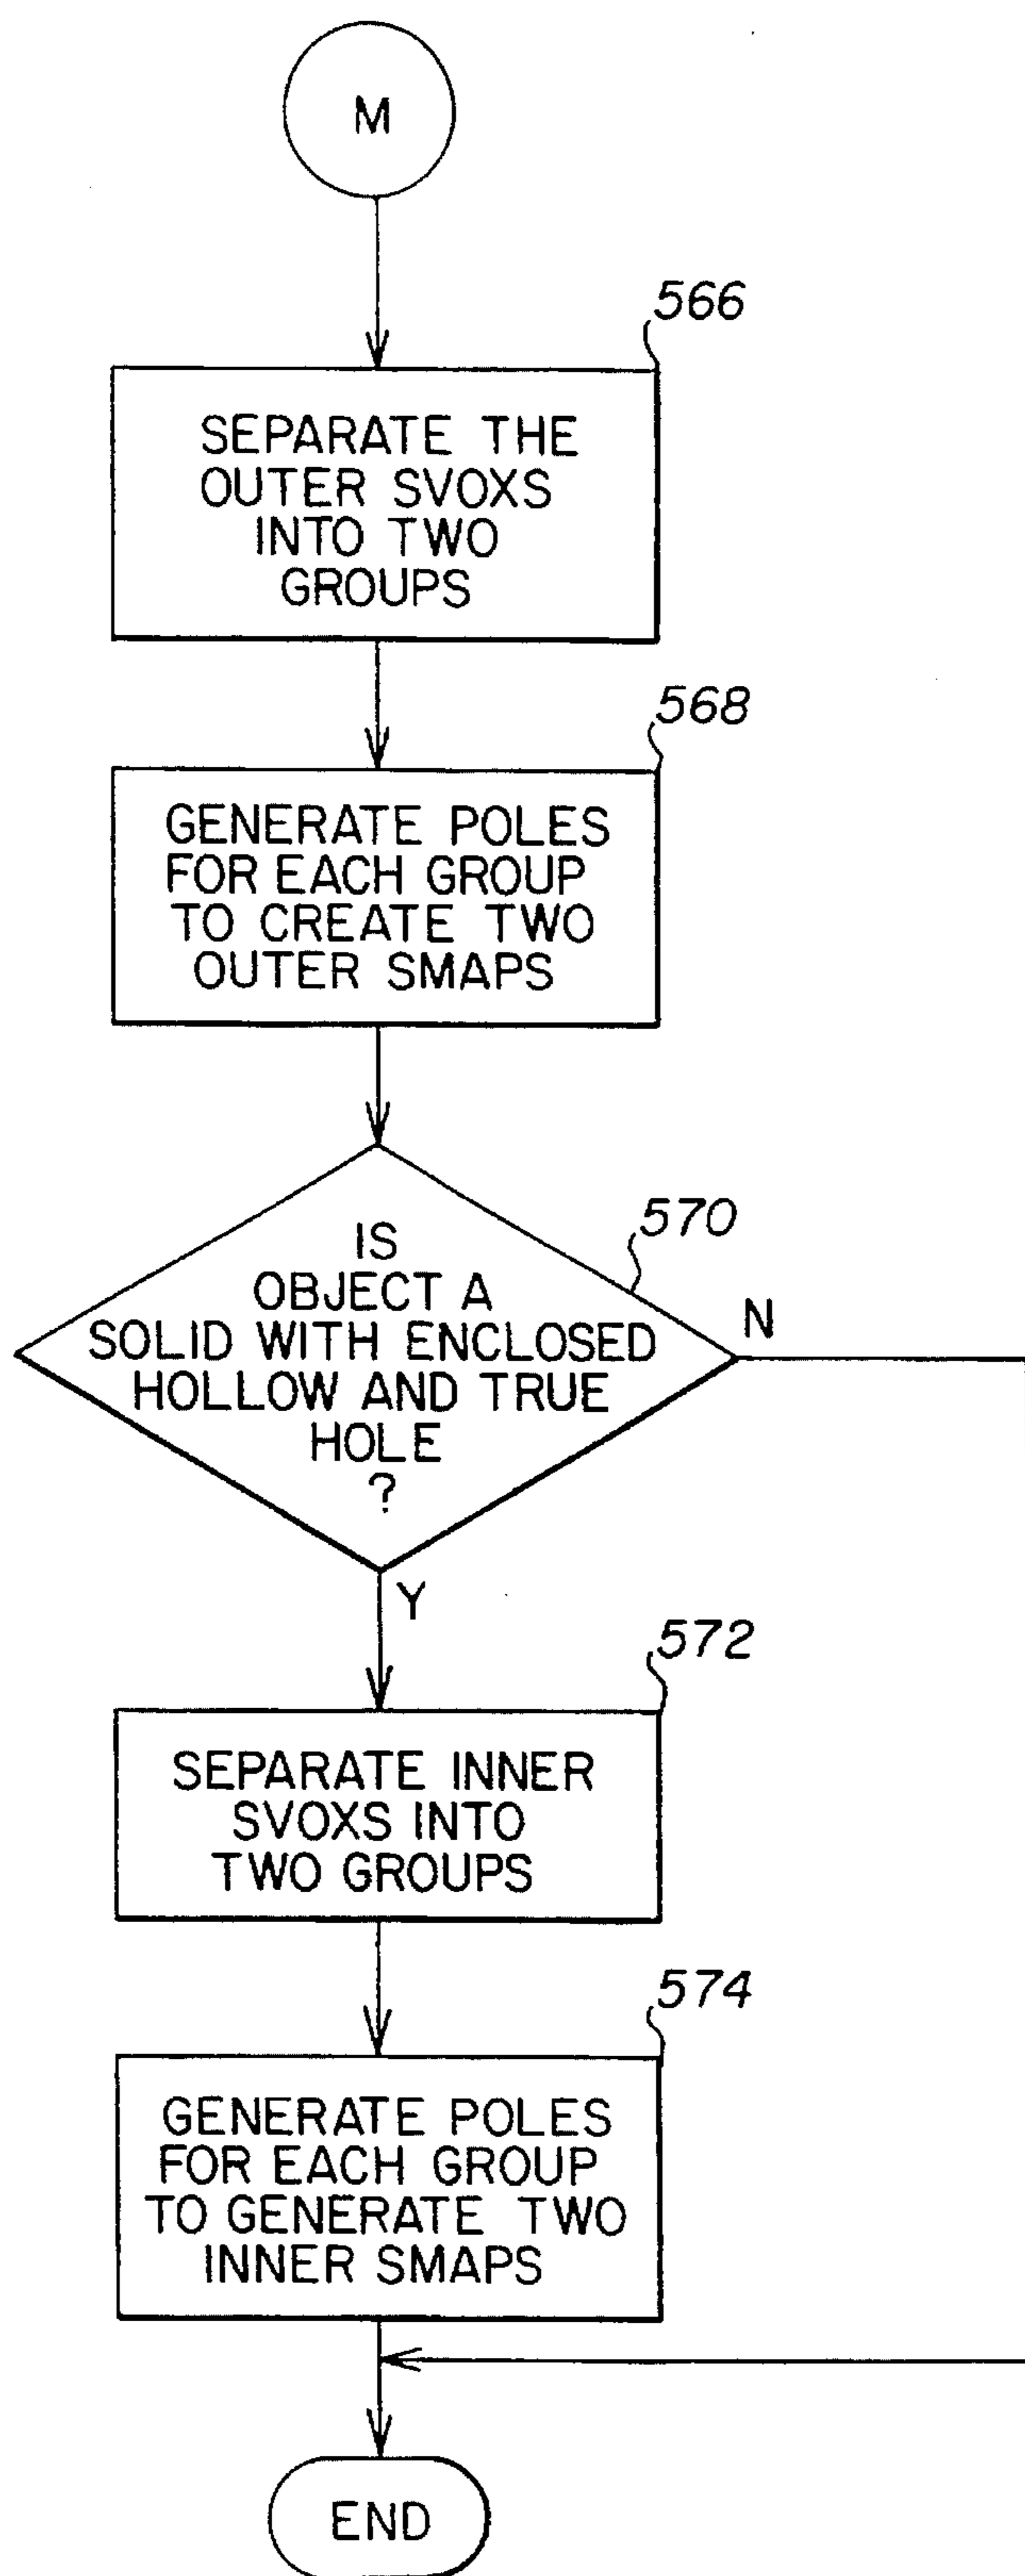 M
566
SEPARATE THE
OUTER SVOXS
INTO TWO
GROUPS
568
GENERATE POLES
FOR EACH GROUP
TO CREATE TWO
OUTER SMAPS
570
IS
OBJECT A
SOLID WITH ENCLOSED
HOLLOW AND TRUE
HOLE
?
N
Y
572
SEPARATE INNER
SVOXS INTO
TWO GROUPS
574
GENERATE POLES
FOR EACH GROUP
TO GENERATE TWO
INNER SMAPS
END